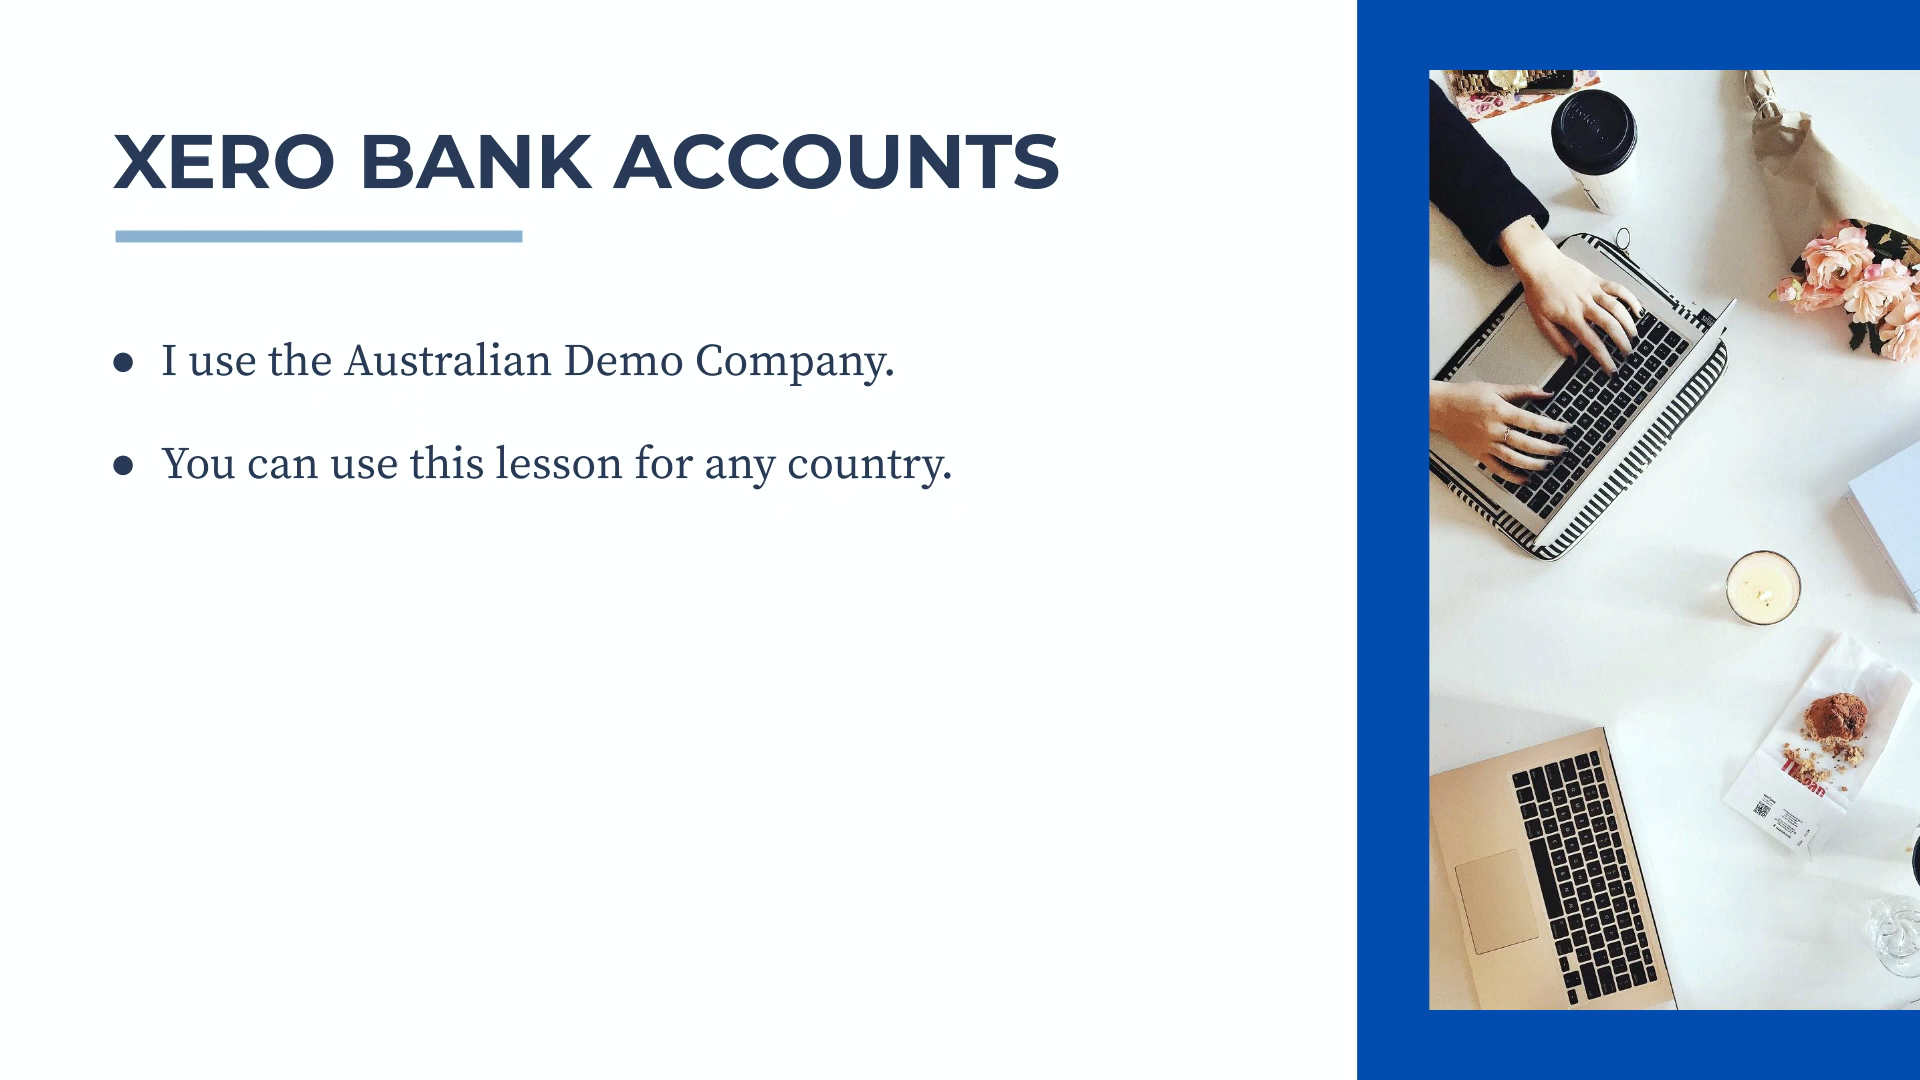 XERO BANK ACCOUNTS
● I use the Australian Demo Company.
● You can use this lesson for any country.